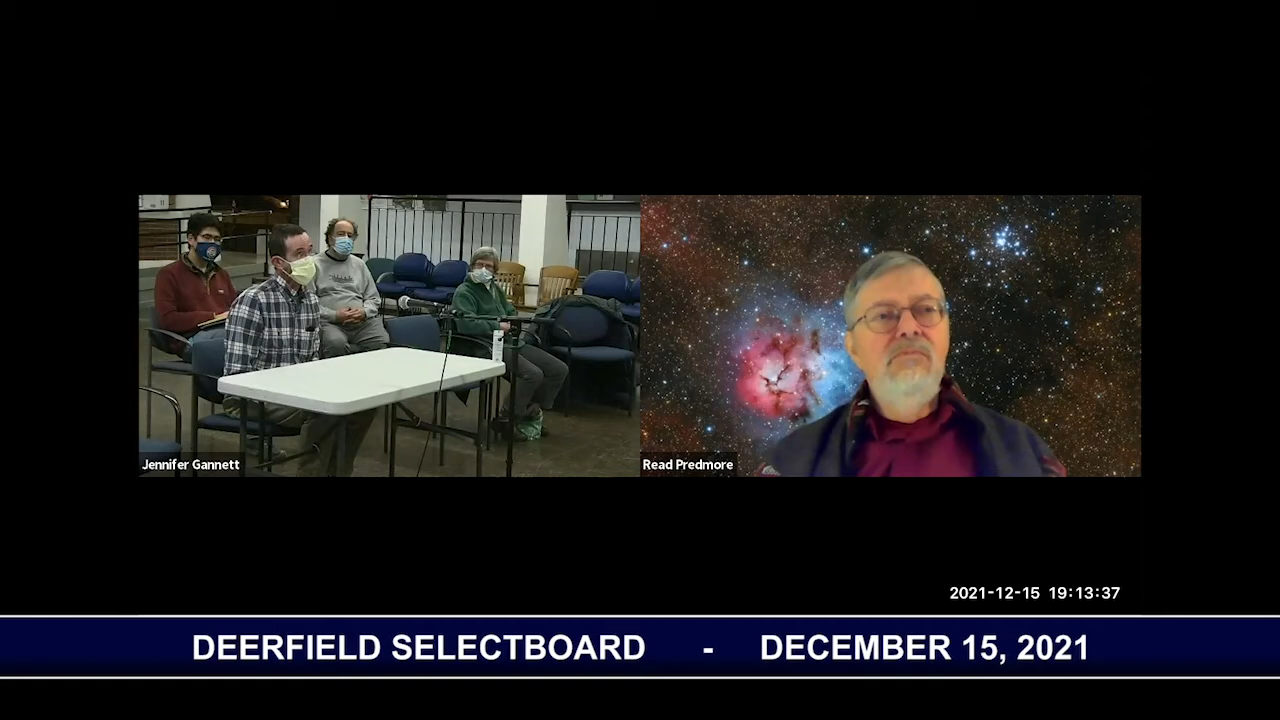 Jennifer Gannett
Read Predmore
2021-12-15 19:13:37
DEERFIELD SELECTBOARD - DECEMBER 15, 2021